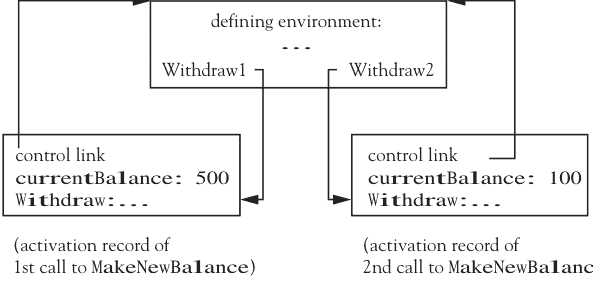 defining environment:
...
Withdraw1 Withdraw2
control link
currentBalance: 500
Withdraw:...
control link
currentBalance: 100
Withdraw:...
(activation record of
1st call to MakeNewBalance)
(activation record of
2nd call to MakeNewBalanc